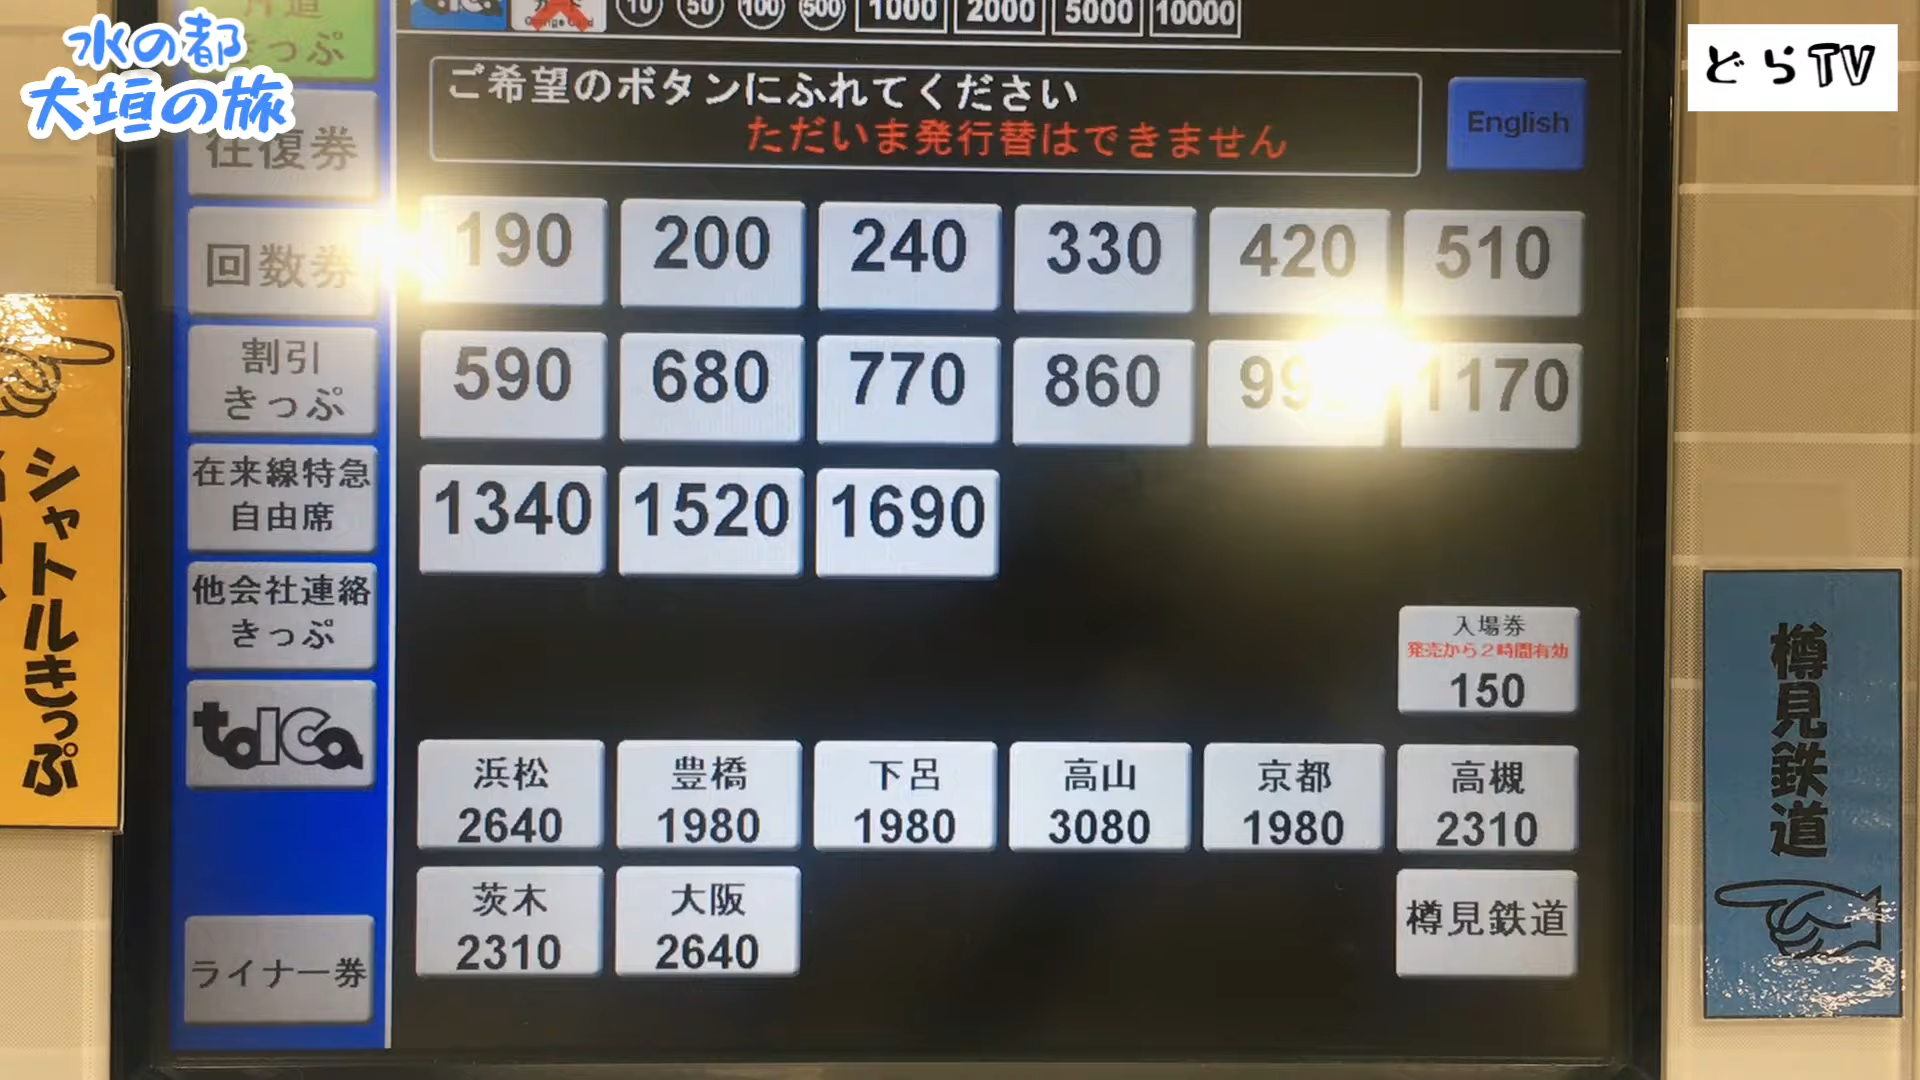 水の都
大垣の旅
どらTV
片道
きっぷ
往復券
回数券
割引
きっぷ
在来線特急
自由席
他会社連絡
きっぷ
toICa
ライナー券
10 50 100 500 1000 2000 5000 10000
ご希望のボタンにふれてください
ただいま発行替はできません
English
190 200 240 330 420 510
590 680 770 860 1170
1340 1520 1690
入場券
発売から2時間有効
150
浜松 豊橋 下呂 高山 京都 高槻
2640 1980 1980 3080 1980 2310
茨木 大阪
2310 2640
樽見鉄道
シャトルきっぷ
樽見鉄道